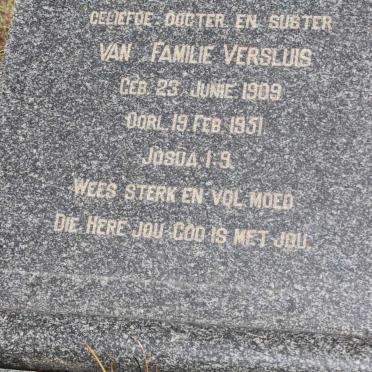 GELIEFDE DOGTER EN SUSTER
VAN FAMILIE VERSLUIS
GEB. 23 JUNIE 1909
OORL. 19 FEB. 1951
JOSUA 1:9.
WEES STERK EN VOL MOED
DIE HERE JOU GOD IS MET JOU.